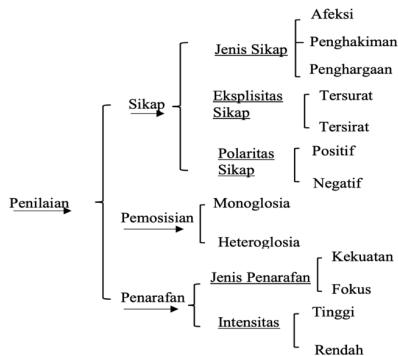 Afeksi
Jenis Sikap
Penghakiman
Penghargaan
Sikap
Eksplisitas
Sikap
Tersurat
Tersirat
Polaritas
Sikap
Positif
Negatif
Penilaian
Pemosisian
Monoglosia
Heteroglosia
Penarafan
Jenis Penarafan
Kekuatan
Fokus
Intensitas
Tinggi
Rendah